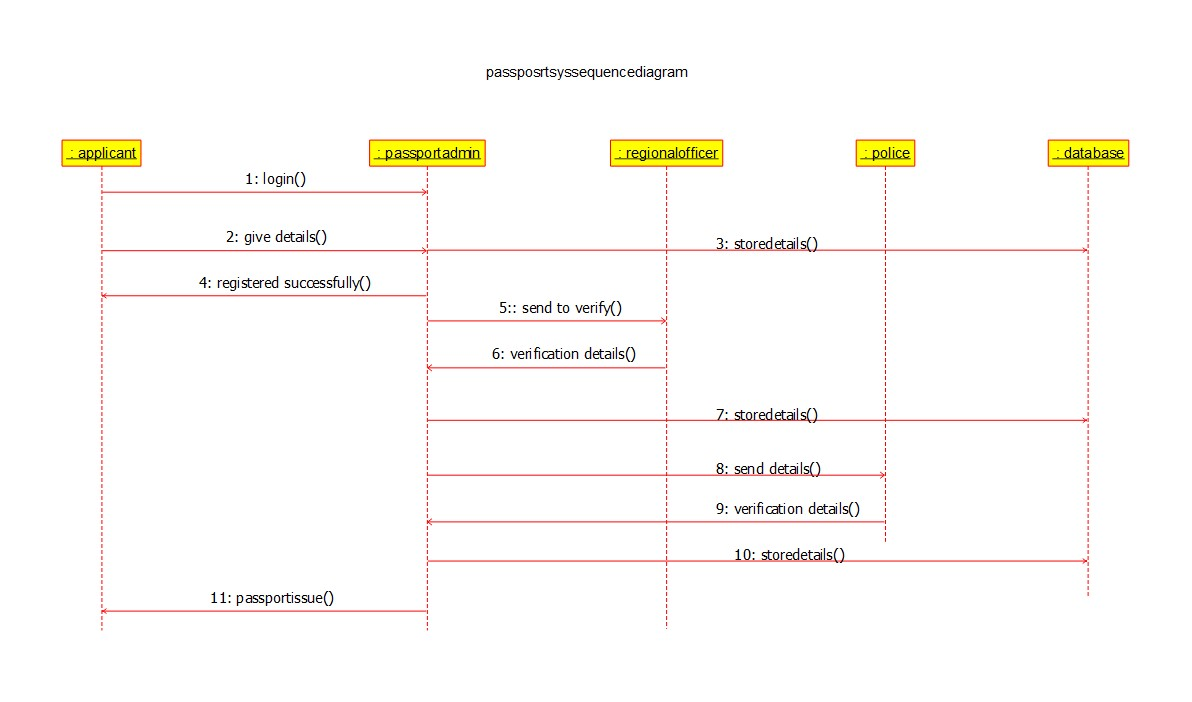 passposrtsyssequencediagram
: applicant
: passportadmin
: regionalofficer
: police
: database
1: login()
2: give details()
3: storedetails()
4: registered successfully()
5:: send to verify()
6: verification details()
7: storedetails()
8: send details()
9: verification details()
10: storedetails()
11: passportissue()